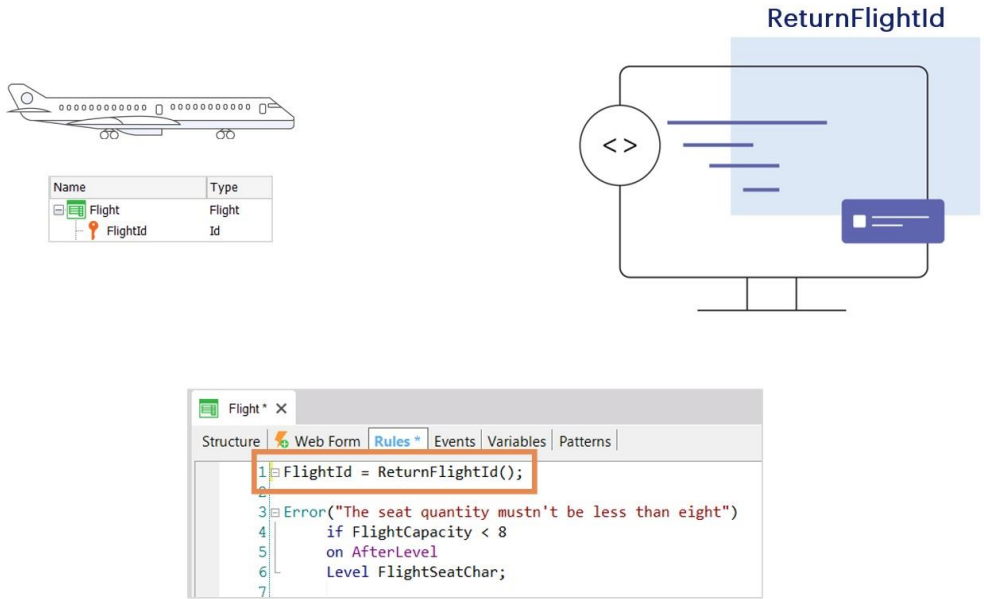 ReturnFlightId
< >
Name Type
Flight Flight
FlightId Id
Flight * X
Structure Web Form Rules * Events Variables Patterns
1 FlightId = ReturnFlightId();
2
3 Error("The seat quantity mustn't be less than eight")
4 if FlightCapacity < 8
5 on AfterLevel
6 Level FlightSeatChar;
7